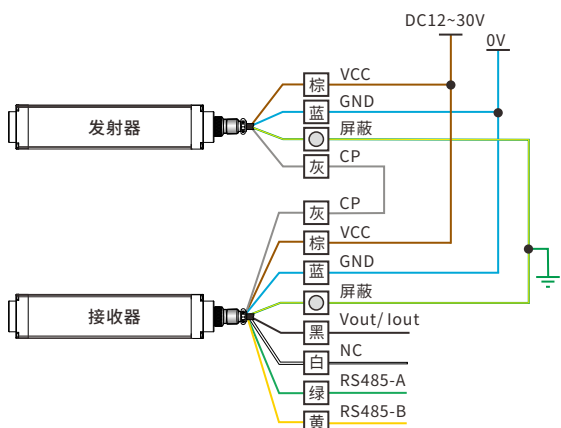 DC12~30V
0V
棕 VCC
蓝 GND
屏蔽
灰 CP
发射器
灰 CP
棕 VCC
蓝 GND
屏蔽
接收器
黑 Vout/ Iout
白 NC
绿 RS485-A
黄 RS485-B